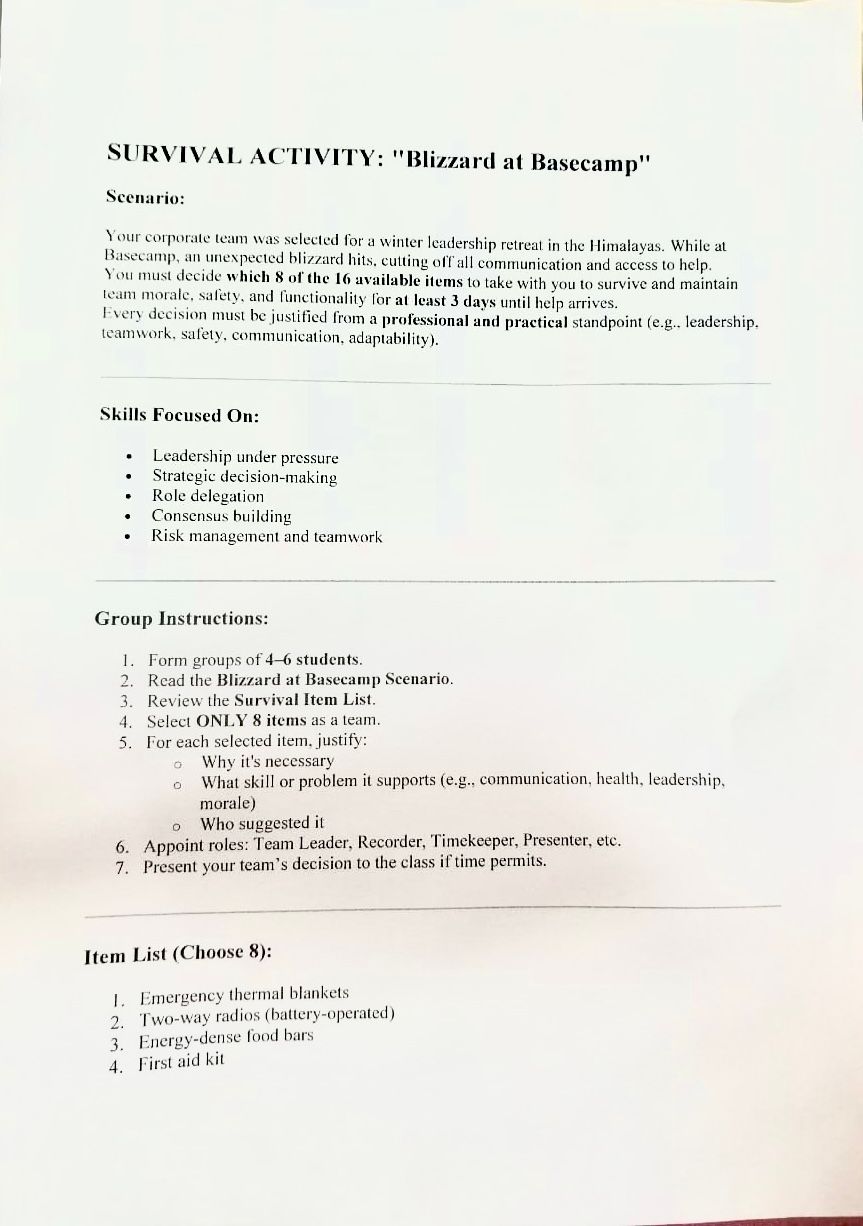 SURVIVAL ACTIVITY: "Blizzard at Basecamp"
Scenario:
Your corporate team was selected for a winter leadership retreat in the Himalayas. While at
Basecamp, an unexpected blizzard hits, cutting off all communication and access to help.
You must decide which 8 of the 16 available items to take with you to survive and maintain
team morale, safety, and functionality for at least 3 days until help arrives.
Every decision must be justified from a professional and practical standpoint (e.g., leadership,
teamwork, safety, communication, adaptability).
Skills Focused On:
• Leadership under pressure
• Strategic decision-making
• Role delegation
• Consensus building
• Risk management and teamwork
Group Instructions:
1. Form groups of 4–6 students.
2. Read the Blizzard at Basecamp Scenario.
3. Review the Survival Item List.
4. Select ONLY 8 items as a team.
5. For each selected item, justify:
o Why it's necessary
o What skill or problem it supports (e.g., communication, health, leadership,
morale)
o Who suggested it
6. Appoint roles: Team Leader, Recorder, Timekeeper, Presenter, etc.
7. Present your team's decision to the class if time permits.
Item List (Choose 8):
1. Emergency thermal blankets
2. Two-way radios (battery-operated)
3. Energy-dense food bars
4. First aid kit